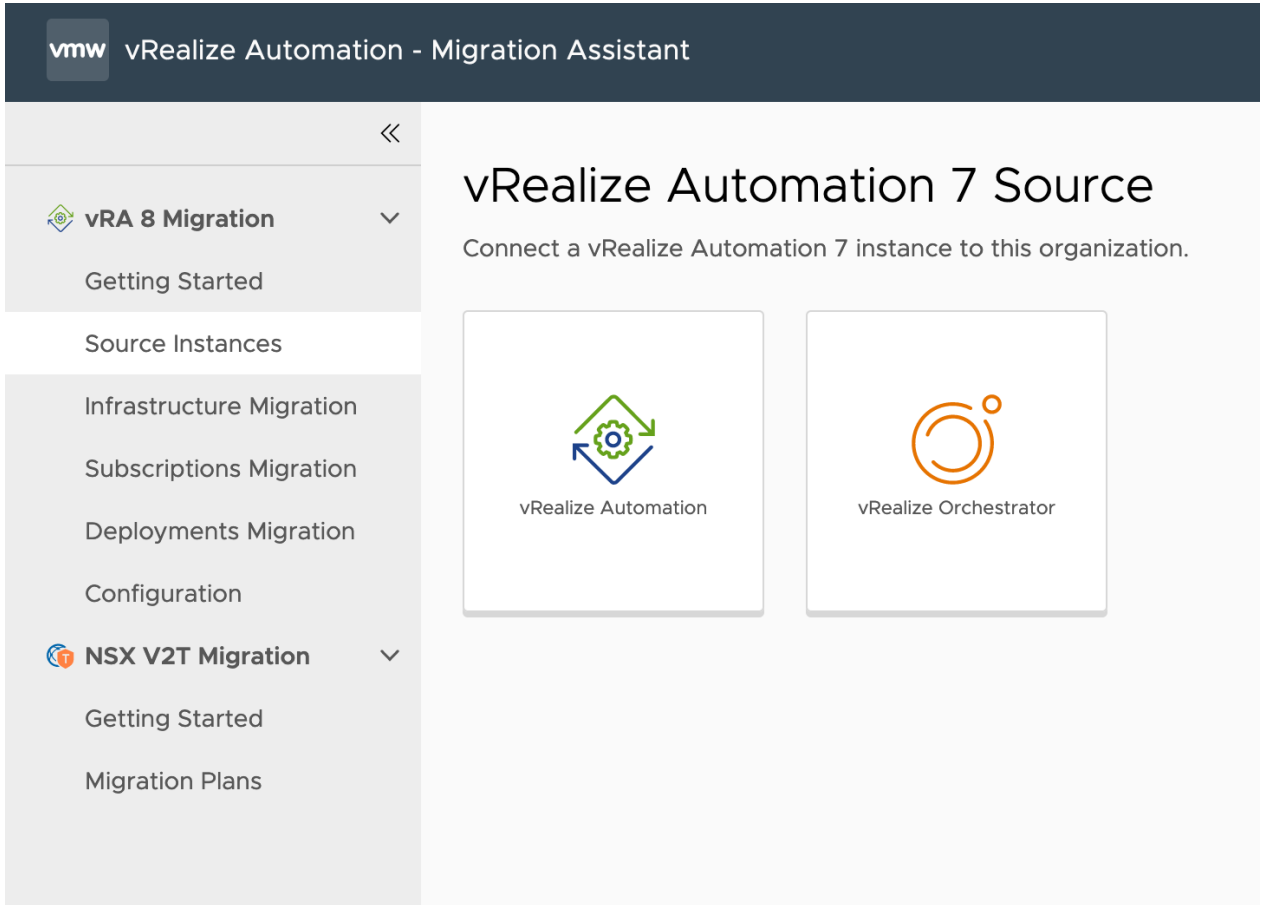 vmw vRealize Automation - Migration Assistant
vRA 8 Migration
Getting Started
Source Instances
Infrastructure Migration
Subscriptions Migration
Deployments Migration
Configuration
NSX V2T Migration
Getting Started
Migration Plans
vRealize Automation 7 Source
Connect a vRealize Automation 7 instance to this organization.
vRealize Automation
vRealize Orchestrator